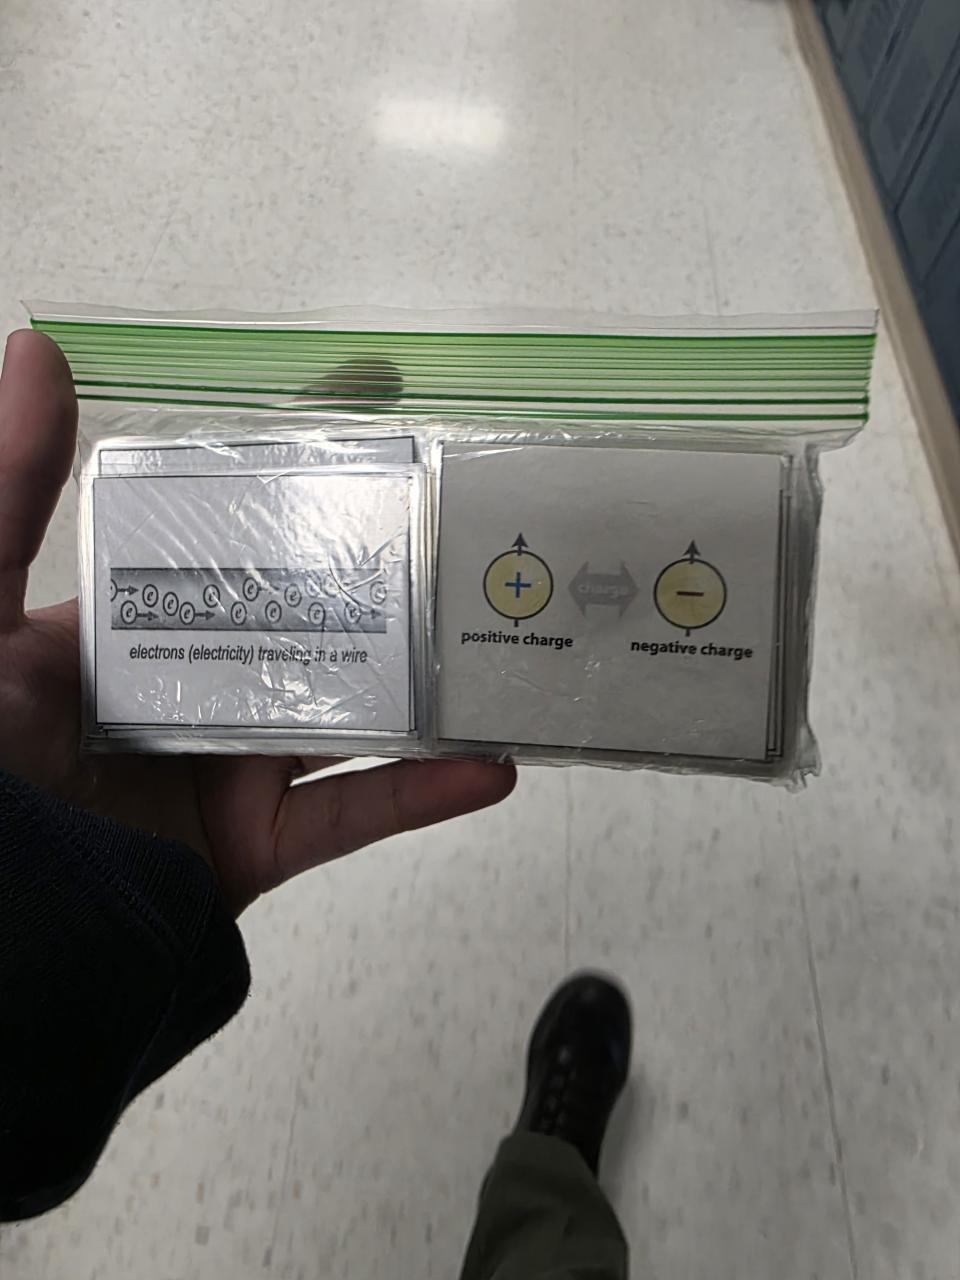 e e e e e e e e e e e e e e
electrons (electricity) traveling in a wire
+ charge −
positive charge
negative charge